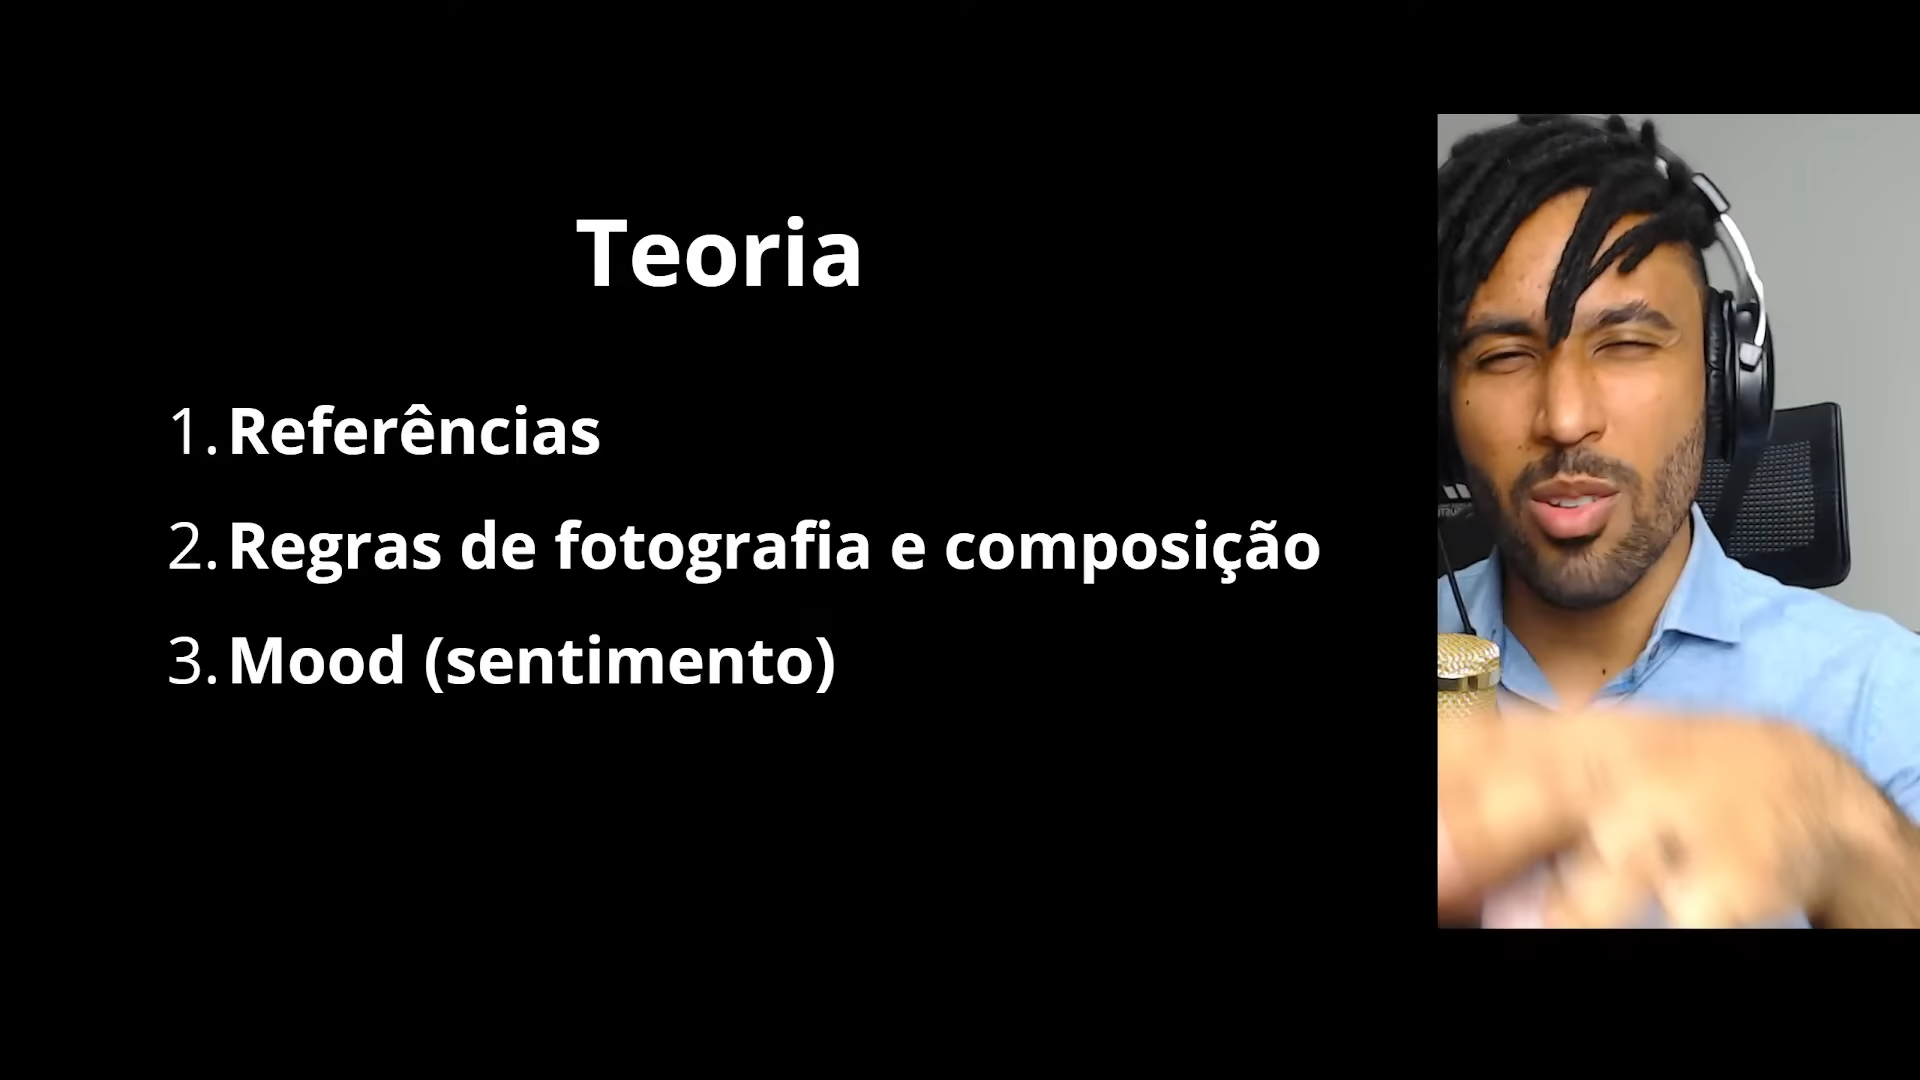 Teoria
1. Referências
2. Regras de fotografia e composição
3. Mood (sentimento)